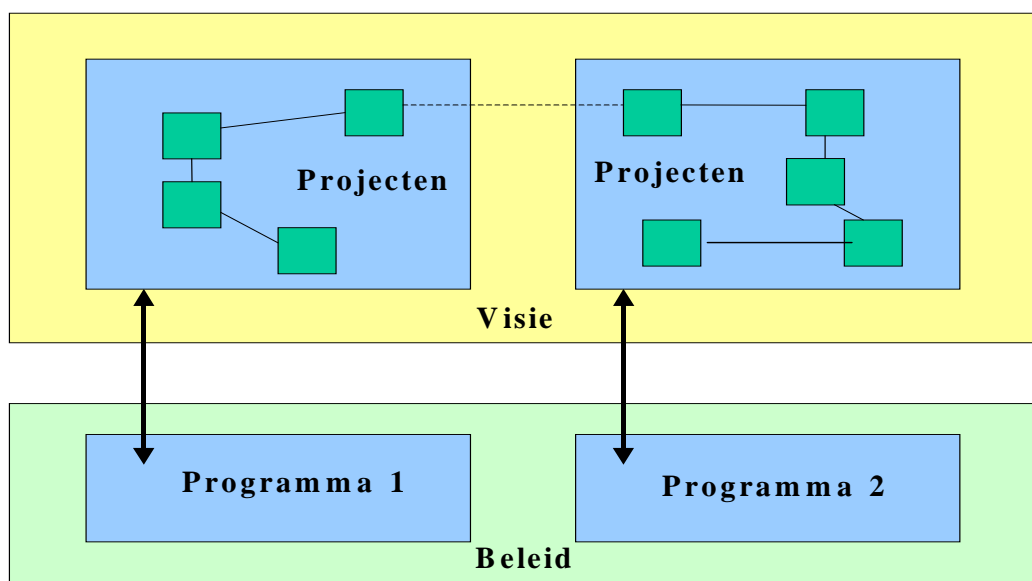 Projecten
Projecten
Visie
Programma 1
Programma 2
Beleid